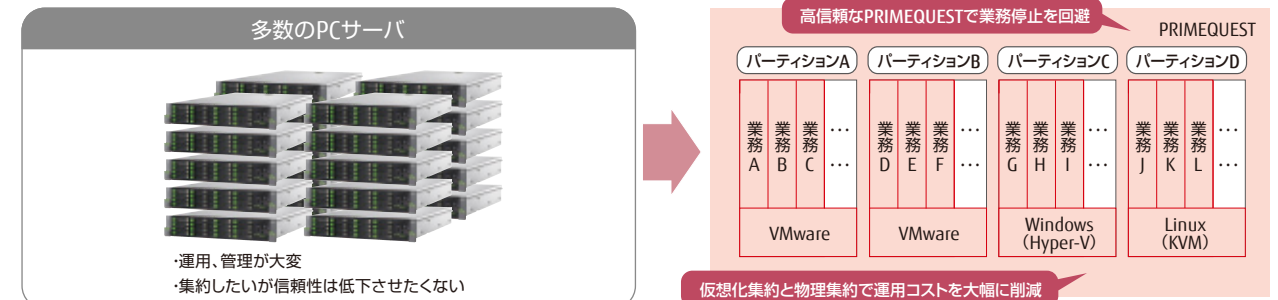 多数のPCサーバ
・運用、管理が大変
・集約したいが信頼性は低下させたくない
高信頼なPRIMEQUESTで業務停止を回避
PRIMEQUEST
パーティションA
パーティションB
パーティションC
パーティションD
業務A
業務B
業務C
……
……
業務D
業務E
業務F
……
……
業務G
業務H
業務I
……
……
業務J
業務K
業務L
……
……
VMware
VMware
Windows
(Hyper-V)
Linux
(KVM)
仮想化集約と物理集約で運用コストを大幅に削減